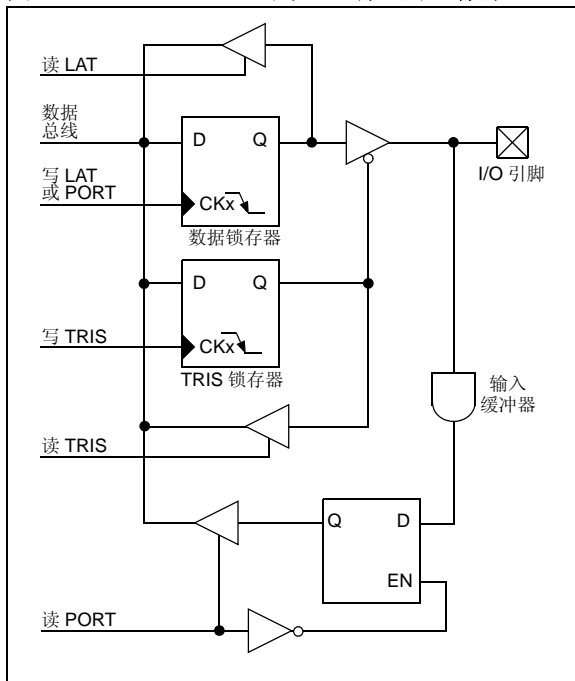 读 LAT
数据
总线
D Q
I/O 引脚
写 LAT
或 PORT
CKx
数据锁存器
D Q
写 TRIS
CKx
TRIS 锁存器
输入
缓冲器
读 TRIS
Q D
EN
读 PORT